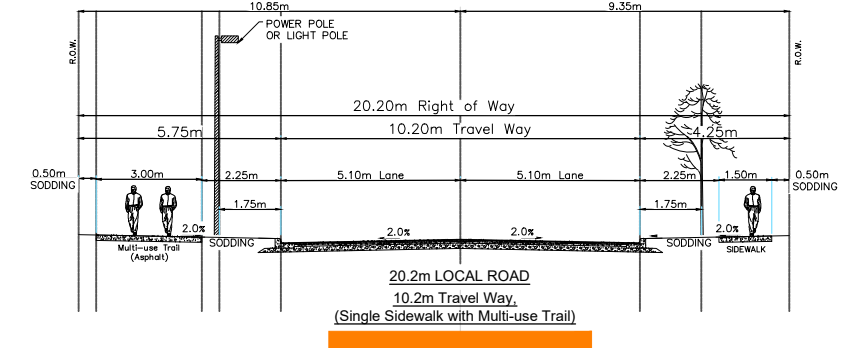 10.85m
9.35m
POWER POLE
OR LIGHT POLE
R.O.W.
R.O.W.
20.20m Right of Way
5.75m
10.20m Travel Way
4.25m
0.50m
SODDING
3.00m
2.25m
5.10m Lane
5.10m Lane
2.25m
1.50m
0.50m
SODDING
1.75m
1.75m
2.0%
2.0%
2.0%
2.0%
Multi-use Trail
(Asphalt)
SODDING
SODDING
SIDEWALK
20.2m LOCAL ROAD
10.2m Travel Way,
(Single Sidewalk with Multi-use Trail)